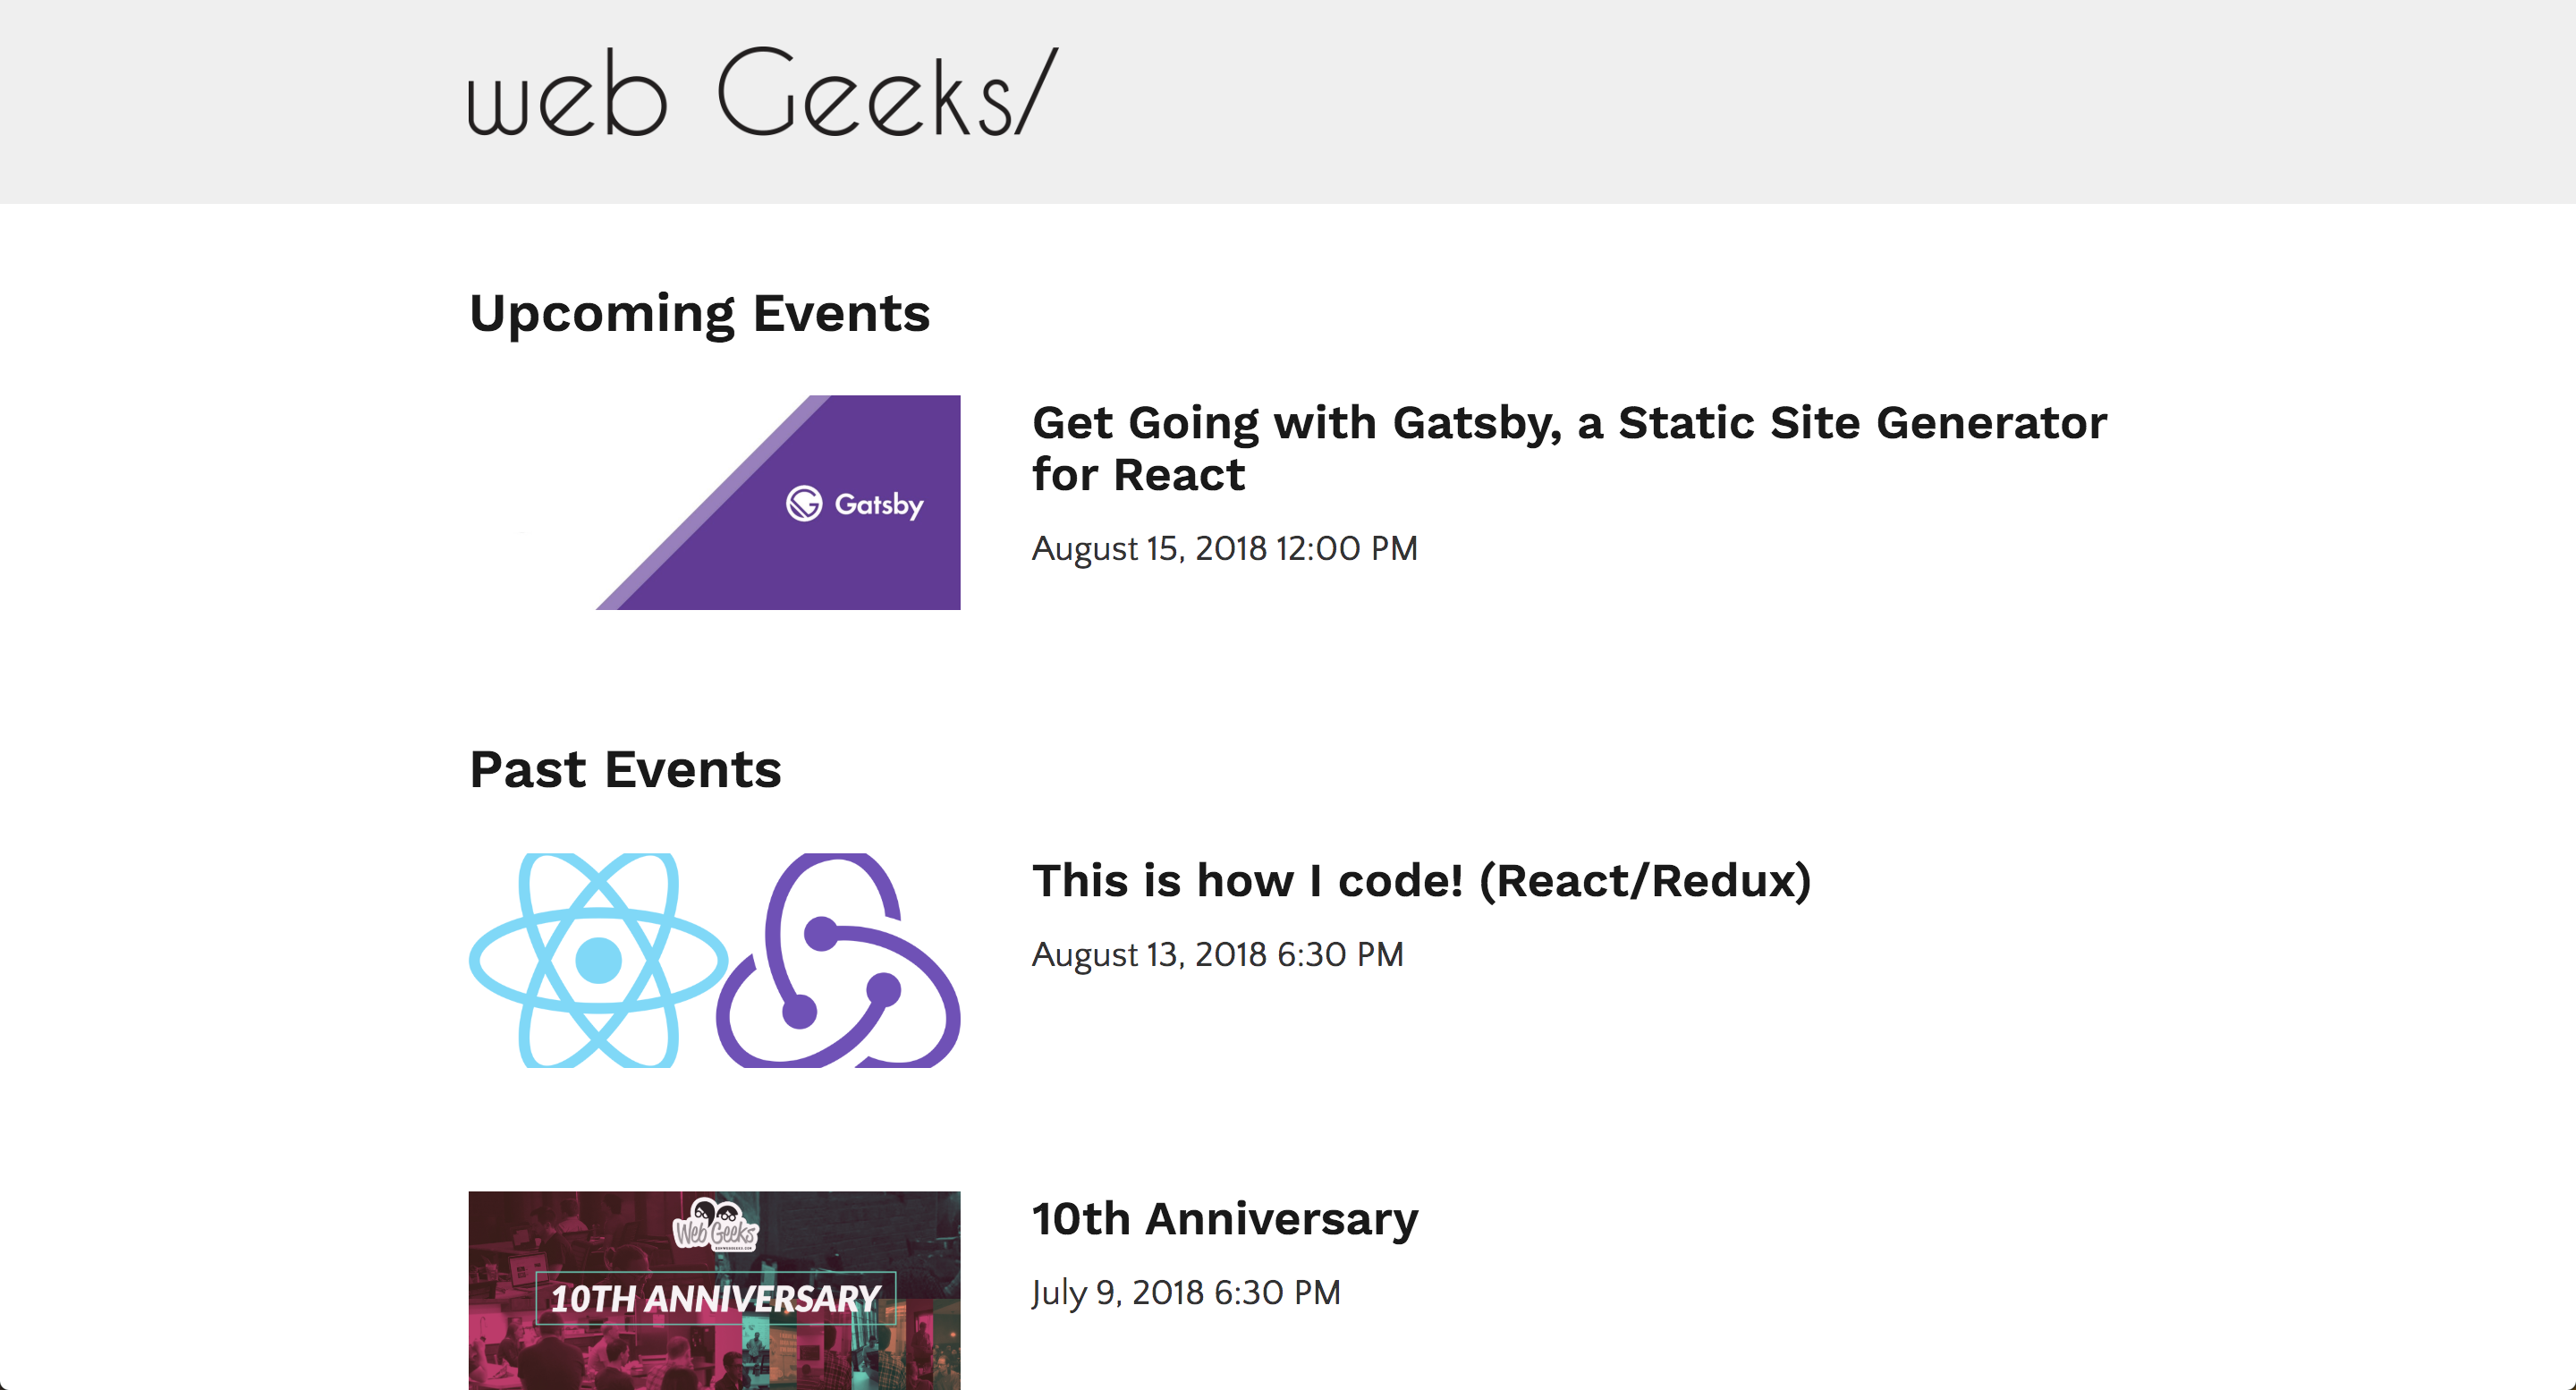 web Geeks/
Upcoming Events
Gatsby
Get Going with Gatsby, a Static Site Generator
for React
August 15, 2018 12:00 PM
Past Events
This is how I code! (React/Redux)
August 13, 2018 6:30 PM
Web Geeks
10TH ANNIVERSARY
10th Anniversary
July 9, 2018 6:30 PM